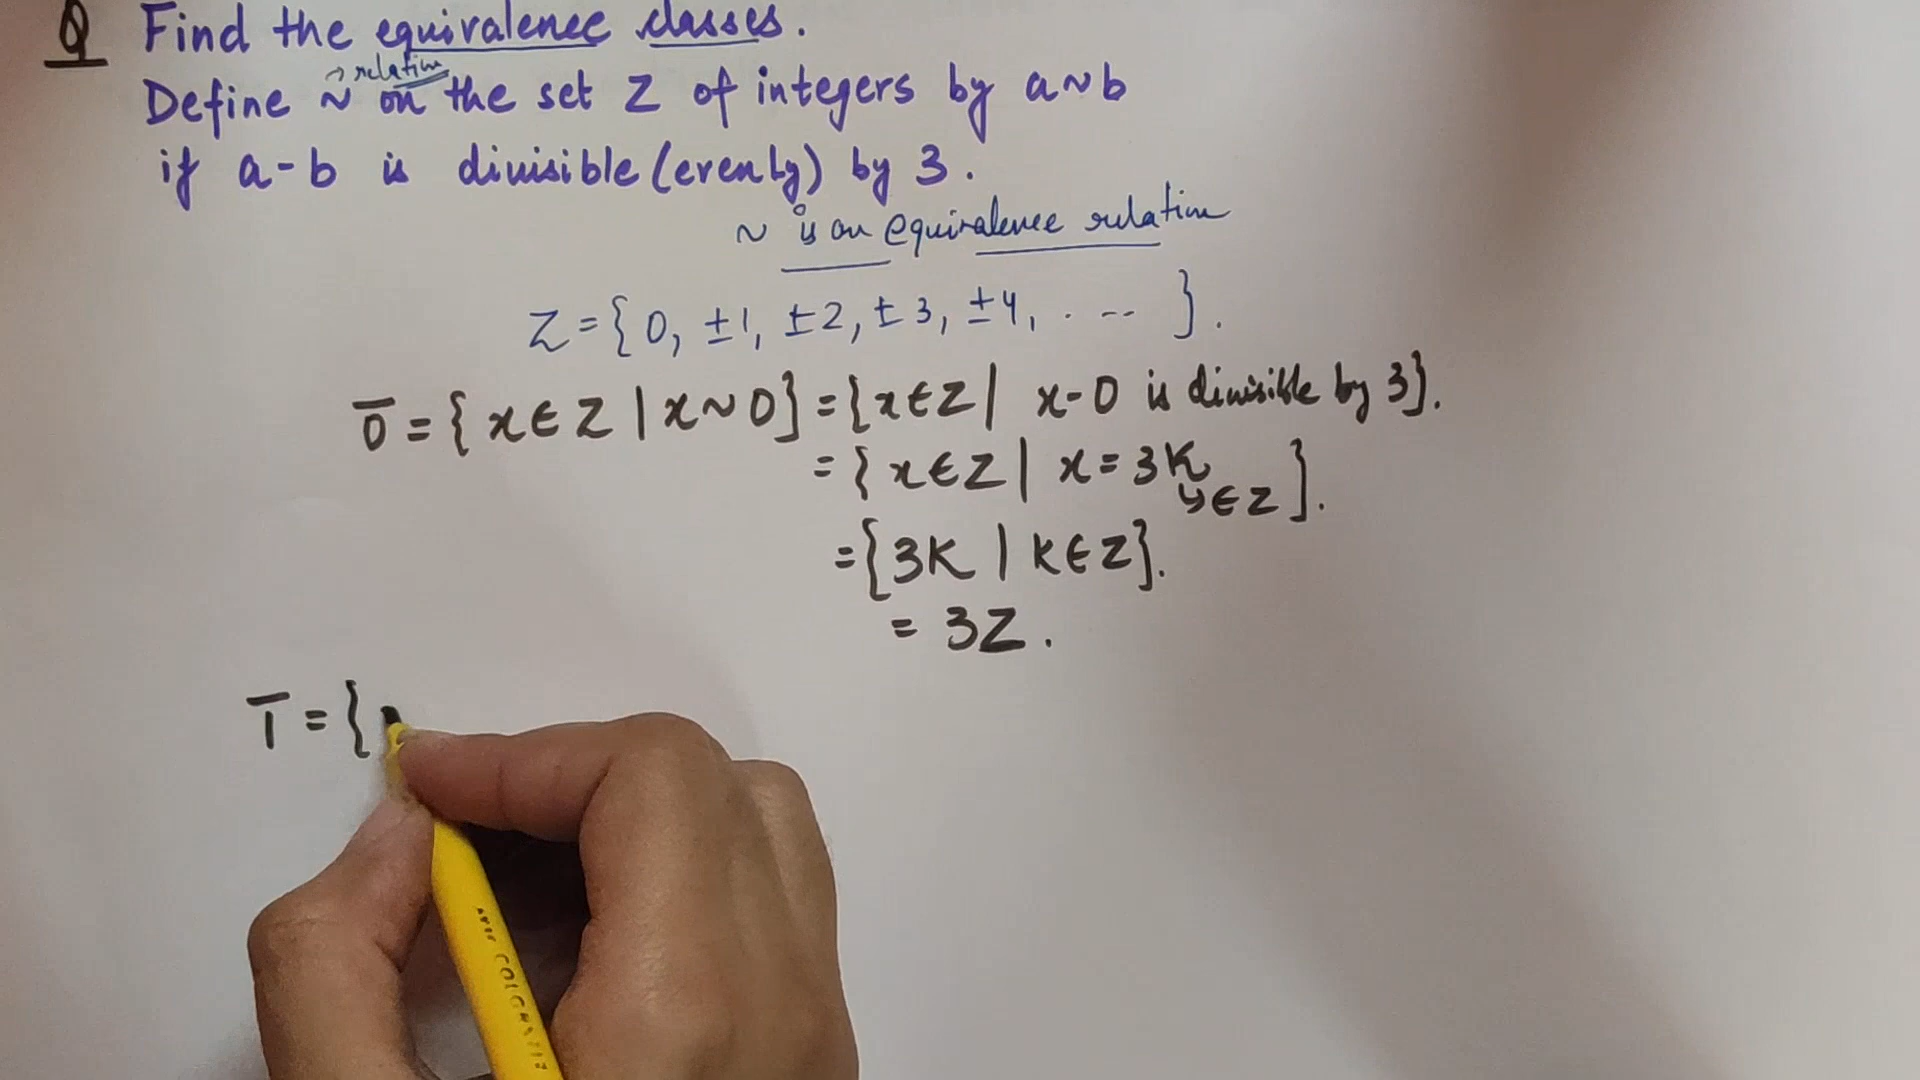 Q Find the equivalence classes.
→ relation
Define ~ on the set Z of integers by a~b
if a-b is divisible (evenly) by 3.
~ is an equivalence relation
Z = {0, ±1, ±2, ±3, ±4, . -- }.
0̅ = { x ∈ Z | x ~ 0} = {x ∈ Z | x-0 is divisible by 3}.
= { x ∈ Z | x = 3K
↳ ∈ Z }.
= {3K | K ∈ Z}.
= 3Z.
1̅ = {